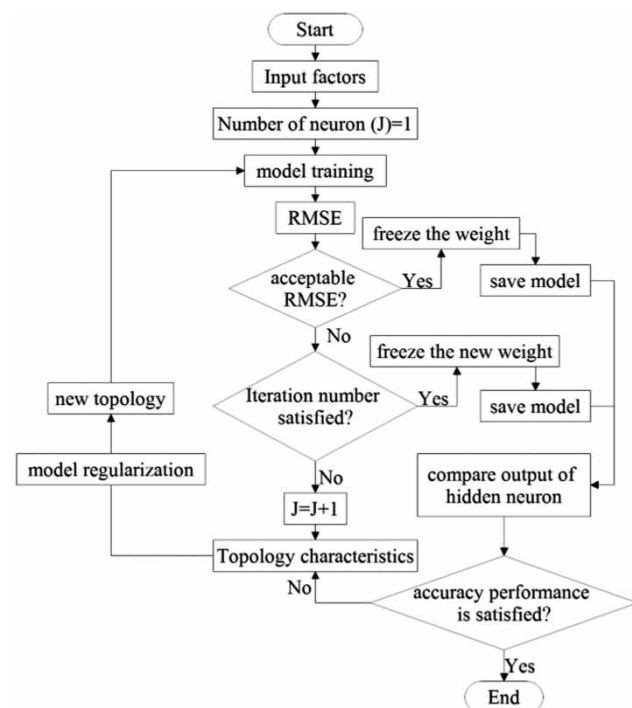 Start
Input factors
Number of neuron (J)=1
model training
RMSE
freeze the weight
acceptable
RMSE?
Yes
save model
No
freeze the new weight
Iteration number
satisfied?
Yes
save model
new topology
No
model regularization
compare output of
hidden neuron
J=J+1
Topology characteristics
No
accuracy performance
is satisfied?
Yes
End